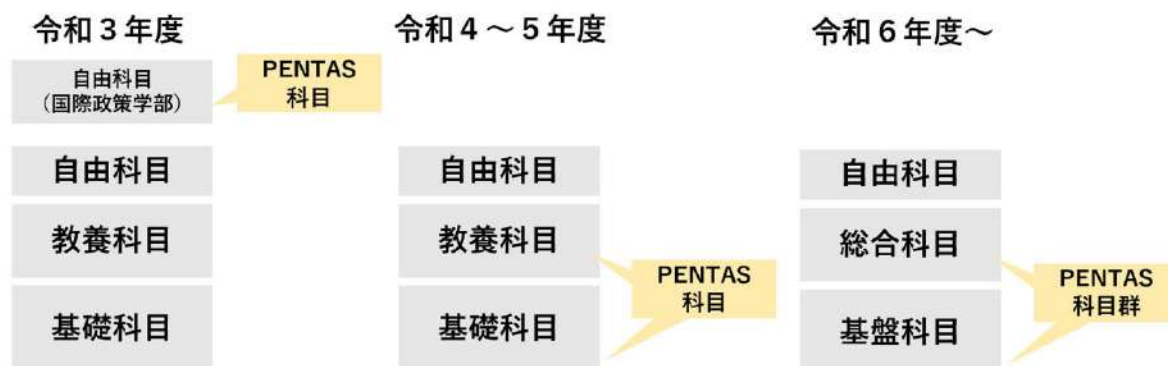 令和３年度
自由科目
（国際政策学部）
PENTAS
科目
自由科目
教養科目
基礎科目
令和４～５年度
自由科目
教養科目
基礎科目
PENTAS
科目
令和６年度～
自由科目
総合科目
基盤科目
PENTAS
科目群